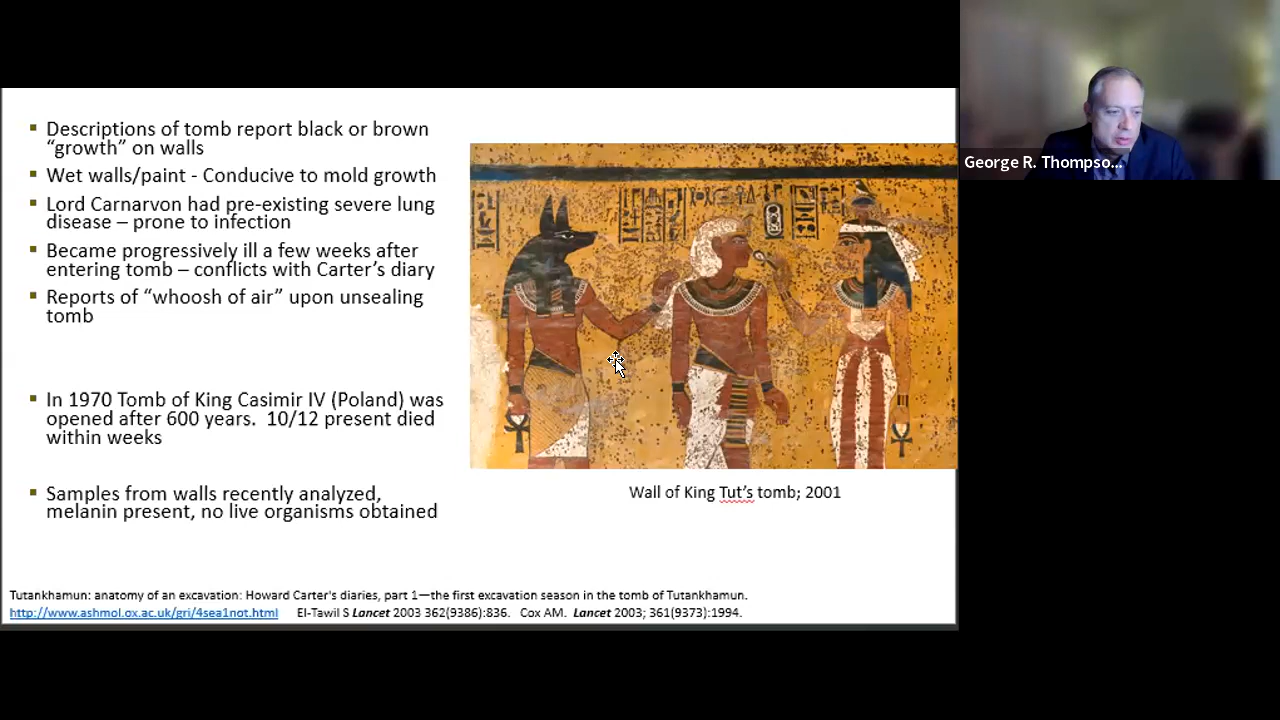 Descriptions of tomb report black or brown
“growth” on walls
Wet walls/paint - Conducive to mold growth
Lord Carnarvon had pre-existing severe lung
disease – prone to infection
Became progressively ill a few weeks after
entering tomb – conflicts with Carter’s diary
Reports of “whoosh of air” upon unsealing
tomb
In 1970 Tomb of King Casimir IV (Poland) was
opened after 600 years.  10/12 present died
within weeks
Samples from walls recently analyzed,
melanin present, no live organisms obtained
Wall of King Tut’s tomb; 2001
Tutankhamun: anatomy of an excavation: Howard Carter's diaries, part 1—the first excavation season in the tomb of Tutankhamun.
http://www.ashmol.ox.ac.uk/gri/4sea1not.html El-Tawil S Lancet 2003 362(9386):836. Cox AM. Lancet 2003; 361(9373):1994.
George R. Thompso...